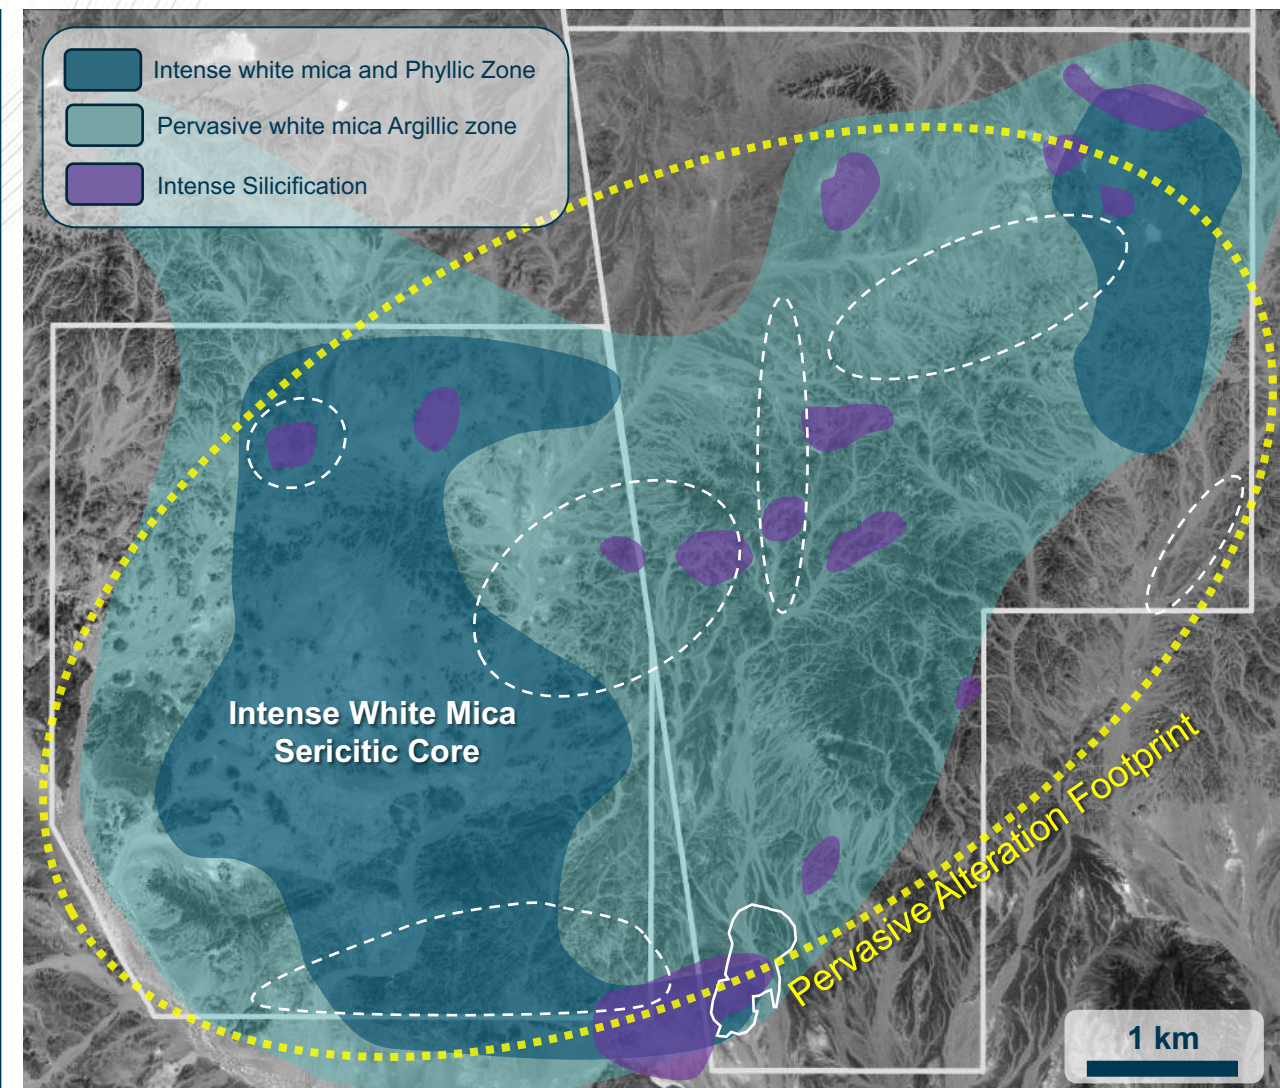 Intense white mica and Phyllic Zone
Pervasive white mica Argillic zone
Intense Silicification
Intense White Mica
Sericitic Core
Pervasive Alteration Footprint
1 km